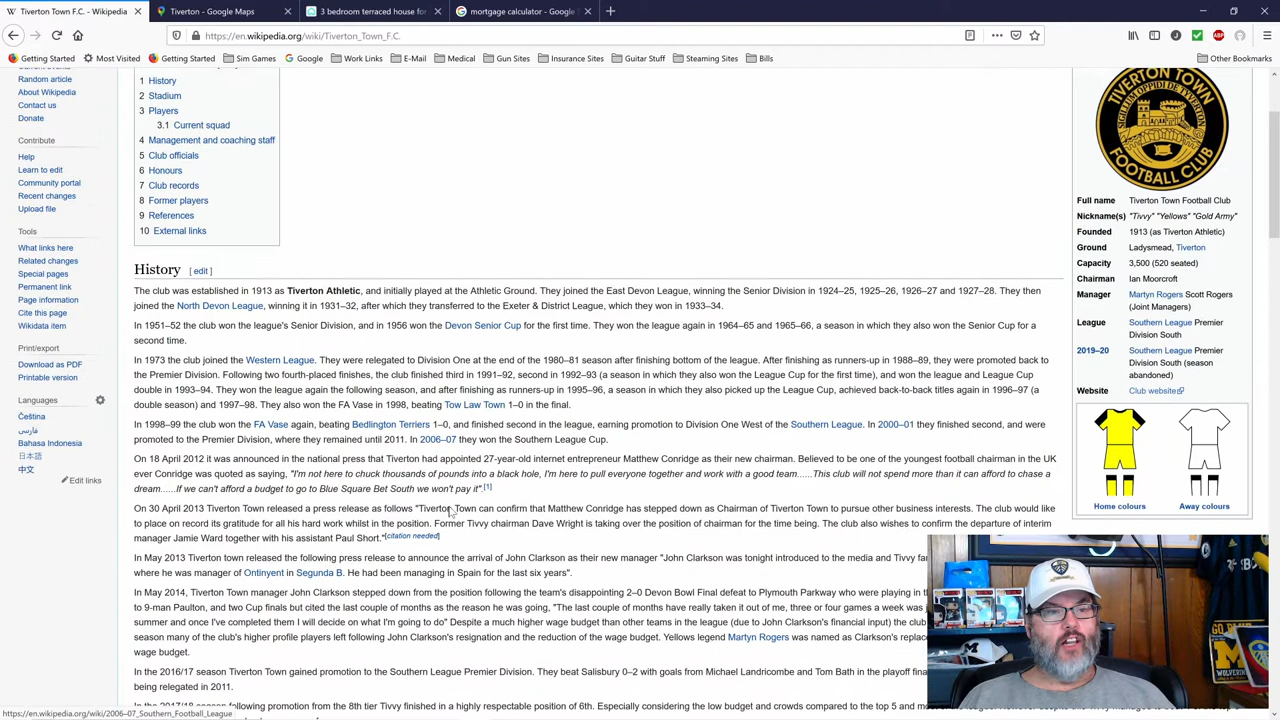 Tiverton Town F.C. - Wikipedia
Tiverton - Google Maps
3 bedroom terraced house for
mortgage calculator - Google
https://en.wikipedia.org/wiki/Tiverton_Town_F.C.
Getting Started Most Visited Getting Started Sim Games Google Work Links E-Mail Medical Gun Sites Insurance Sites Guitar Stuff Steaming Sites Bills Other Bookmarks
Random article
About Wikipedia
Contact us
Donate
Contribute
Help
Learn to edit
Community portal
Recent changes
Upload file
Tools
What links here
Related changes
Special pages
Permanent link
Page information
Cite this page
Wikidata item
Print/export
Download as PDF
Printable version
Languages
Čeština
فارسی
Bahasa Indonesia
日本語
中文
Edit links
1 History
2 Stadium
3 Players
3.1 Current squad
4 Management and coaching staff
5 Club officials
6 Honours
7 Club records
8 Former players
9 References
10 External links
History [ edit ]
The club was established in 1913 as Tiverton Athletic, and initially played at the Athletic Ground. They joined the East Devon League, winning the Senior Division in 1924–25, 1925–26, 1926–27 and 1927–28. They then
joined the North Devon League, winning it in 1931–32, after which they transferred to the Exeter & District League, which they won in 1933–34.
In 1951–52 the club won the league's Senior Division, and in 1956 won the Devon Senior Cup for the first time. They won the league again in 1964–65 and 1965–66, a season in which they also won the Senior Cup for a
second time.
In 1973 the club joined the Western League. They were relegated to Division One at the end of the 1980–81 season after finishing bottom of the league. After finishing as runners-up in 1988–89, they were promoted back to
the Premier Division. Following two fourth-placed finishes, the club finished third in 1991–92, second in 1992–93 (a season in which they won the League Cup for the first time), and won the league and League Cup
double in 1993–94. They won the league again the following season, and after finishing as runners-up in 1995–96, a season in which they also picked up the League Cup, achieved back-to-back titles again in 1996–97 (a
double season) and 1997–98. They also won the FA Vase in 1998, beating Tow Law Town 1–0 in the final.
In 1998–99 the club won the FA Vase again, beating Bedlington Terriers 1–0, and finished second in the league, earning promotion to Division One West of the Southern League. In 2000–01 they finished second, and were
promoted to the Premier Division, where they remained until 2011. In 2006–07 they won the Southern League Cup.
On 18 April 2012 it was announced in the national press that Tiverton had appointed 27-year-old internet entrepreneur Matthew Conridge as their new chairman. Believed to be one of the youngest football chairman in the UK
ever Conridge was quoted as saying, "I'm not here to chuck thousands of pounds into a black hole, I'm here to pull everyone together and work with a good team......This club will not spend more than it can afford to chase a
dream.....If we can't afford a budget to go to Blue Square Bet South we won't pay it".[1]
On 30 April 2013 Tiverton Town released a press release as follows "Tiverton Town can confirm that Matthew Conridge has stepped down as Chairman of Tiverton Town to pursue other business interests. The club would like
to place on record its gratitude for all his hard work whilst in the position. Former Tivvy chairman Dave Wright is taking over the position of chairman for the time being. The club also wishes to confirm the departure of interim
manager Jamie Ward together with his assistant Paul Short."[citation needed]
In May 2013 Tiverton town released the following press release to announce the arrival of John Clarkson as their new manager "John Clarkson was tonight introduced to the media and Tivvy
where he was manager of Ontinyent in Segunda B. He had been managing in Spain for the last six years".
In May 2014, Tiverton Town manager John Clarkson stepped down from the position following the team's disappointing 2–0 Devon Bowl Final defeat to Plymouth Parkway who were playing in
to 9-man Paulton, and two Cup finals but cited the last couple of months as the reason he was going, "The last couple of months have really taken it out of me, three or four games a week was
summer and once I've completed them I will decide on what I'm going to do" Despite a much higher wage budget than other teams in the league (due to John Clarkson's financial input) the club
season many of the club's higher profile players left following John Clarkson's resignation and the reduction of the wage budget. Yellows legend Martyn Rogers was named as Clarkson's
wage budget.
In the 2016/17 season Tiverton Town gained promotion to the Southern League Premier Division. They beat Salisbury 0–2 with goals from Michael Landricombe and Tom Bath in the playoff
being relegated in 2011.
following promotion from the 8th tier Tivvy finished in a highly respectable position of 6th. Especially considering the low budget and crowds compared to the top 5 and
https://en.wikipedia.org/wiki/2006–07_Southern_Football_League
TIVERTON TOWN
SIGILLUM OPPIDI DE TIVERTON
FOOTBALL CLUB
Full name Tiverton Town Football Club
Nickname(s) "Tivvy" "Yellows" "Gold Army"
Founded 1913 (as Tiverton Athletic)
Ground Ladysmead, Tiverton
Capacity 3,500 (520 seated)
Chairman Ian Moorcroft
Manager Martyn Rogers Scott Rogers
(Joint Managers)
League Southern League Premier
Division South
2019–20 Southern League Premier
Division South (season
abandoned)
Website Club website
Home colours Away colours
GO BLUE
M
WOLVERINES